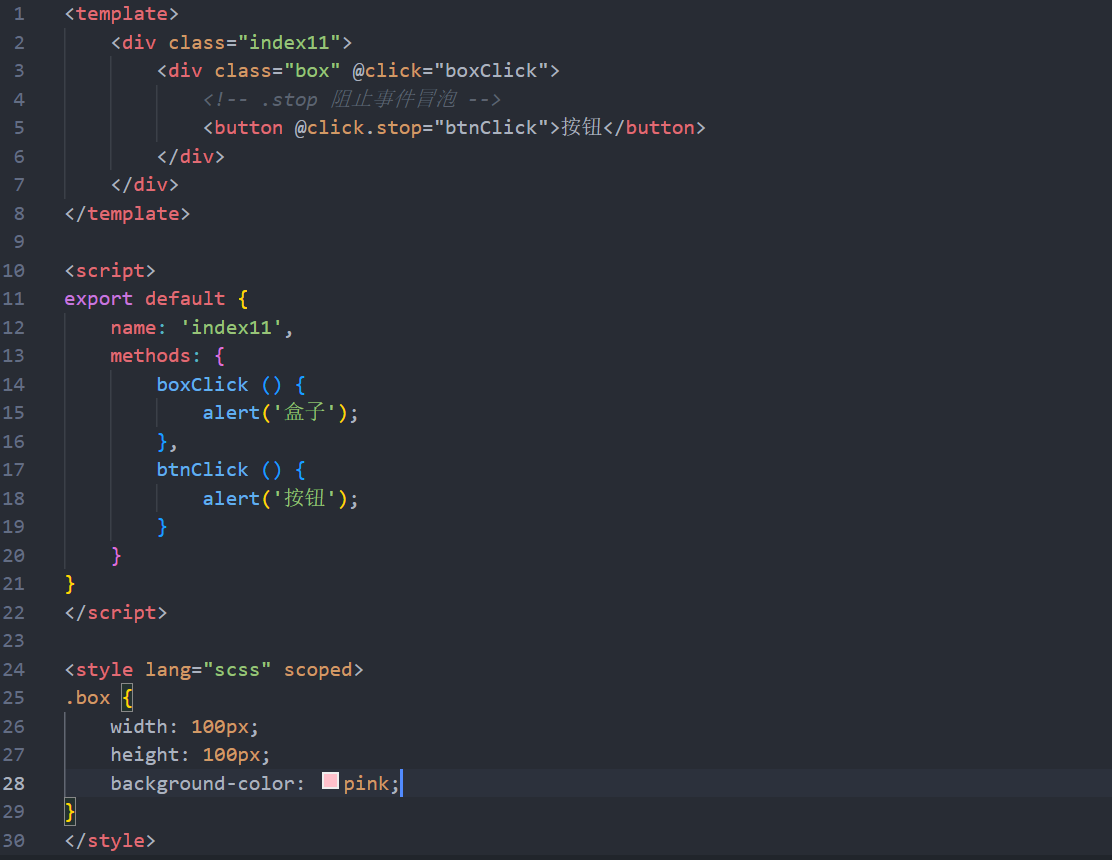 1 <template>
2 <div class="index11">
3 <div class="box" @click="boxClick">
4 <!-- .stop 阻止事件冒泡 -->
5 <button @click.stop="btnClick">按钮</button>
6 </div>
7 </div>
8 </template>
9
10 <script>
11 export default {
12 name: 'index11',
13 methods: {
14 boxClick () {
15 alert('盒子');
16 },
17 btnClick () {
18 alert('按钮');
19 }
20 }
21 }
22 </script>
23
24 <style lang="scss" scoped>
25 .box {
26 width: 100px;
27 height: 100px;
28 background-color: pink;
29 }
30 </style>